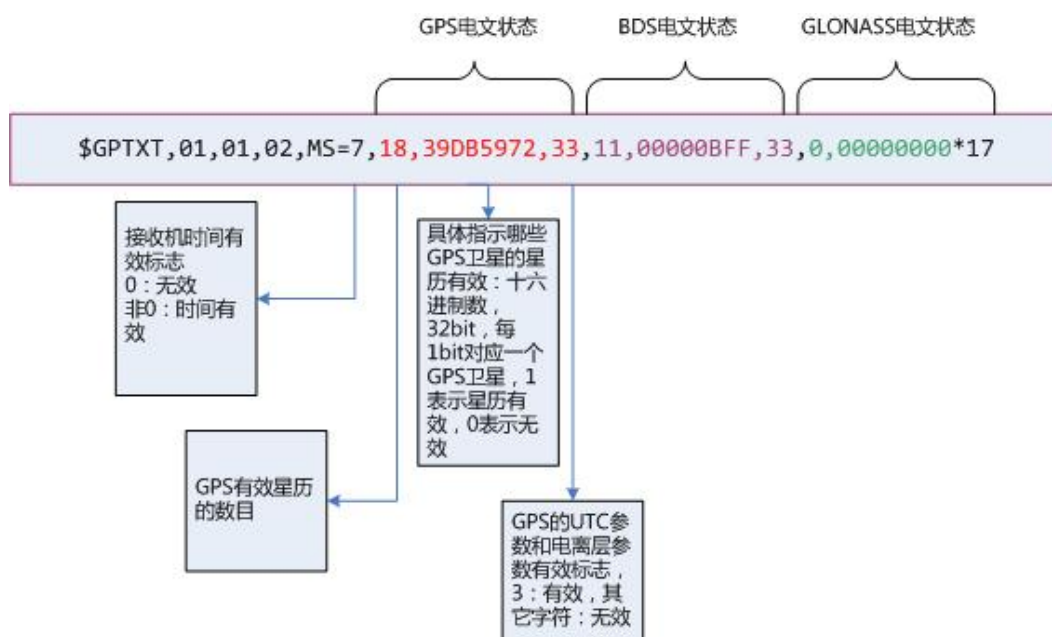 GPS电文状态 BDS电文状态 GLONASS电文状态
$GPTXT,01,01,02,MS=7,18,39DB5972,33,11,00000BFF,33,0,00000000*17
接收机时间有
效标志
0：无效
非0：时间有
效
具体指示哪些
GPS卫星的星
历有效：十六
进制数，
32bit，每
1bit对应一个
GPS卫星，1
表示星历有
效，0表示无
效
GPS有效星历
的数目
GPS的UTC参
数和电离层参
数有效标志，
3：有效，其
它字符：无效